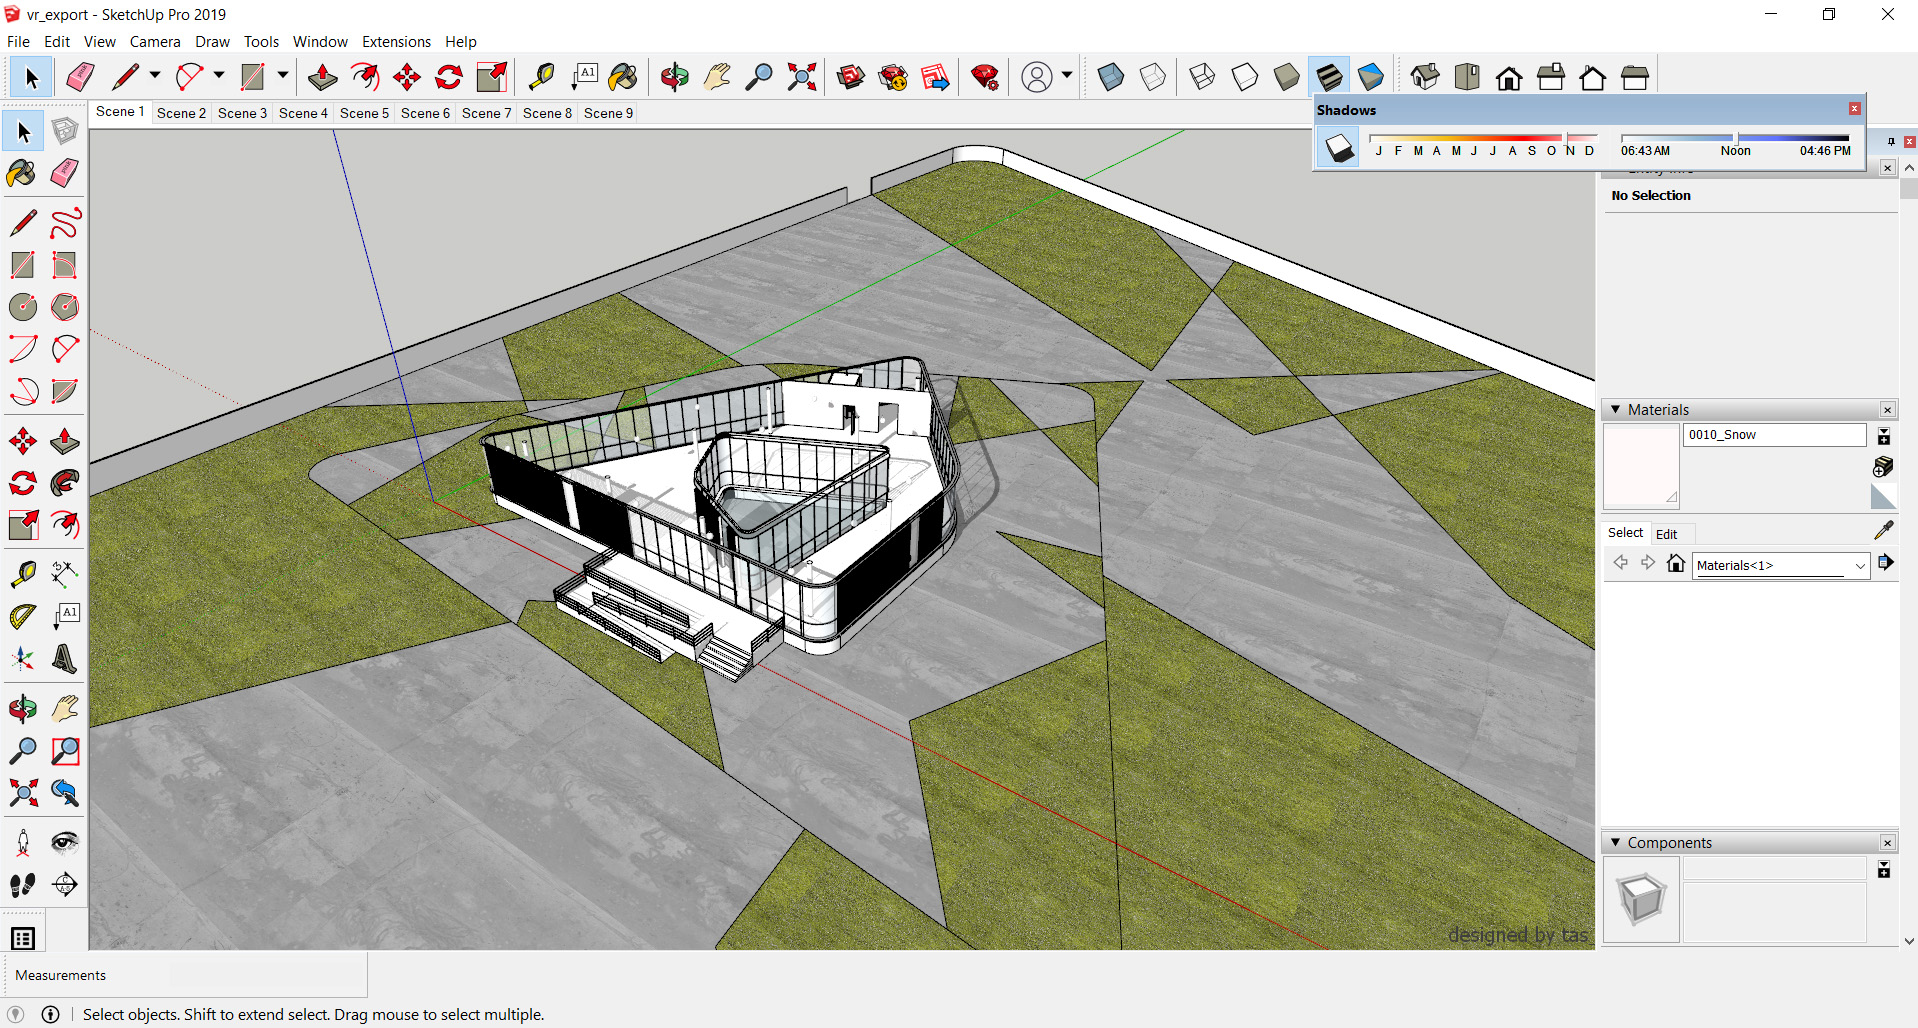 vr_export - SketchUp Pro 2019
File Edit View Camera Draw Tools Window Extensions Help
A1
Scene 1 Scene 2 Scene 3 Scene 4 Scene 5 Scene 6 Scene 7 Scene 8 Scene 9
Shadows
J F M A M J J A S O N D
06:43 AM Noon 04:46 PM
No Selection
Materials
0010_Snow
Select Edit
Materials<1>
A1
Components
designed by tas
Measurements
Select objects. Shift to extend select. Drag mouse to select multiple.